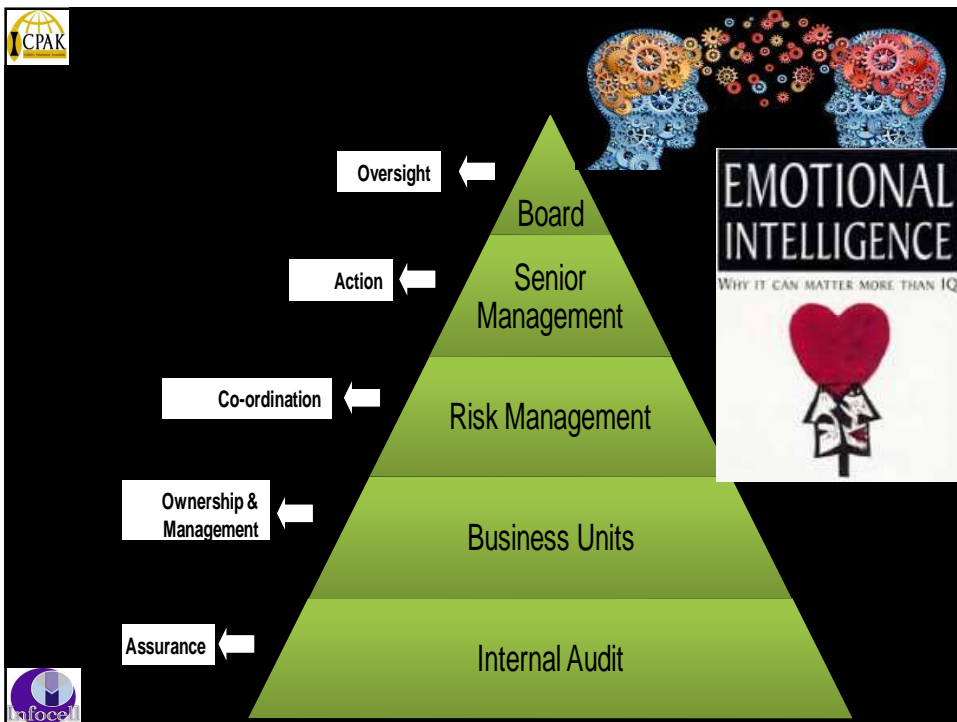 CPAK
Oversight
Board
EMOTIONAL
INTELLIGENCE
WHY IT CAN MATTER MORE THAN IQ
Action
Senior
Management
Co-ordination
Risk Management
Ownership &
Management
Business Units
Assurance
Internal Audit
Infocell